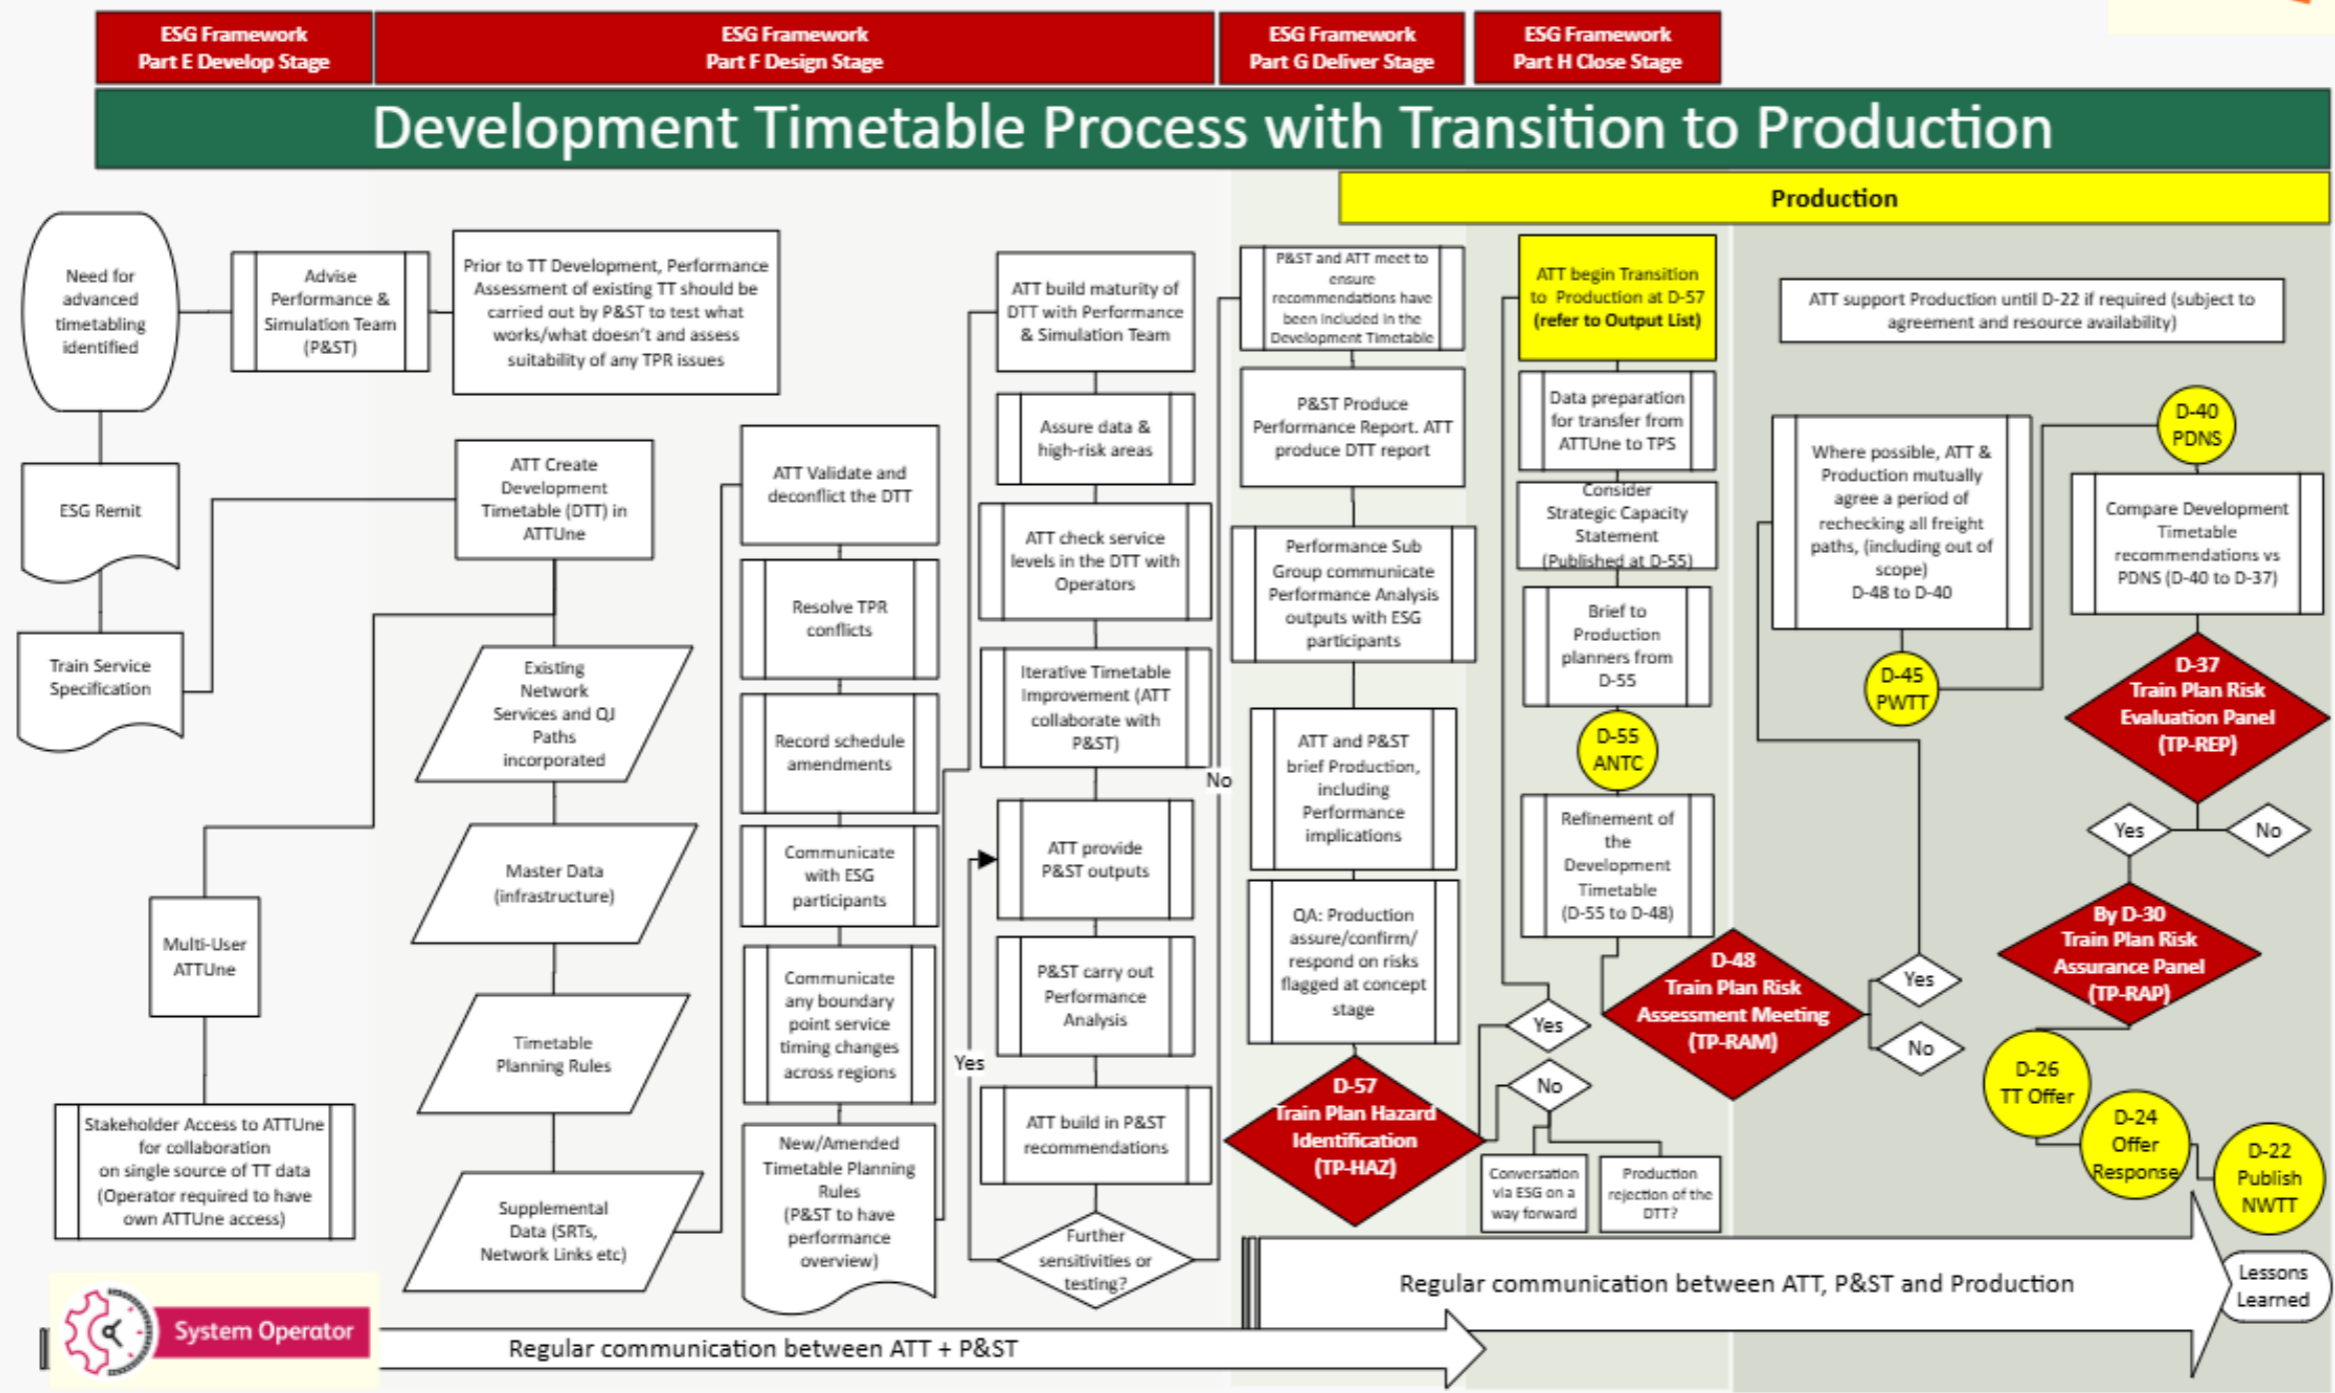 ESG Framework
Part E Develop Stage
ESG Framework
Part F Design Stage
ESG Framework
Part G Deliver Stage
ESG Framework
Part H Close Stage
Development Timetable Process with Transition to Production
Production
Need for
advanced
timetabling
identified
Advise
Performance &
Simulation Team
(P&ST)
Prior to TT Development, Performance
Assessment of existing TT should be
carried out by P&ST to test what
works/what doesn't and assess
suitability of any TPR issues
ESG Remit
Train Service
Specification
Multi-User
ATTUne
Stakeholder Access to ATTUne
for collaboration
on single source of TT data
(Operator required to have
own ATTUne access)
ATT Create
Development
Timetable (DTT) in
ATTUne
Existing
Network
Services and QJ
Paths
incorporated
Master Data
(infrastructure)
Timetable
Planning Rules
Supplemental
Data (SRTs,
Network Links etc)
ATT Validate and
deconflict the DTT
Resolve TPR
conflicts
Record schedule
amendments
Communicate
with ESG
participants
Communicate
any boundary
point service
timing changes
across regions
New/Amended
Timetable Planning
Rules
(P&ST to have
performance
overview)
ATT build maturity of
DTT with Performance
& Simulation Team
Assure data &
high-risk areas
ATT check service
levels in the DTT with
Operators
Iterative Timetable
Improvement (ATT
collaborate with
P&ST)
ATT provide
P&ST outputs
P&ST carry out
Performance
Analysis
ATT build in P&ST
recommendations
Further
sensitivities or
testing?
Yes
No
P&ST and ATT meet to
ensure
recommendations have
been included in the
Development Timetable
P&ST Produce
Performance Report. ATT
produce DTT report
Performance Sub
Group communicate
Performance Analysis
outputs with ESG
participants
ATT and P&ST
brief Production,
including
Performance
implications
QA: Production
assure/confirm/
respond on risks
flagged at concept
stage
D-57
Train Plan Hazard
Identification
(TP-HAZ)
Yes
No
Conversation
via ESG on a
way forward
Production
rejection of the
DTT?
ATT begin Transition
to Production at D-57
(refer to Output List)
Data preparation
for transfer from
ATTUne to TPS
Consider
Strategic Capacity
Statement
(Published at D-55)
Brief to
Production
planners from
D-55
D-55
ANTC
Refinement of
the
Development
Timetable
(D-55 to D-48)
D-48
Train Plan Risk
Assessment Meeting
(TP-RAM)
Yes
No
ATT support Production until D-22 if required (subject to
agreement and resource availability)
Where possible, ATT &
Production mutually
agree a period of
rechecking all freight
paths, (including out of
scope)
D-48 to D-40
D-45
PWTT
D-40
PDNS
Compare Development
Timetable
recommendations vs
PDNS (D-40 to D-37)
D-37
Train Plan Risk
Evaluation Panel
(TP-REP)
Yes
No
By D-30
Train Plan Risk
Assurance Panel
(TP-RAP)
D-26
TT Offer
D-24
Offer
Response
D-22
Publish
NWTT
Regular communication between ATT, P&ST and Production
Lessons
Learned
System Operator
Regular communication between ATT + P&ST